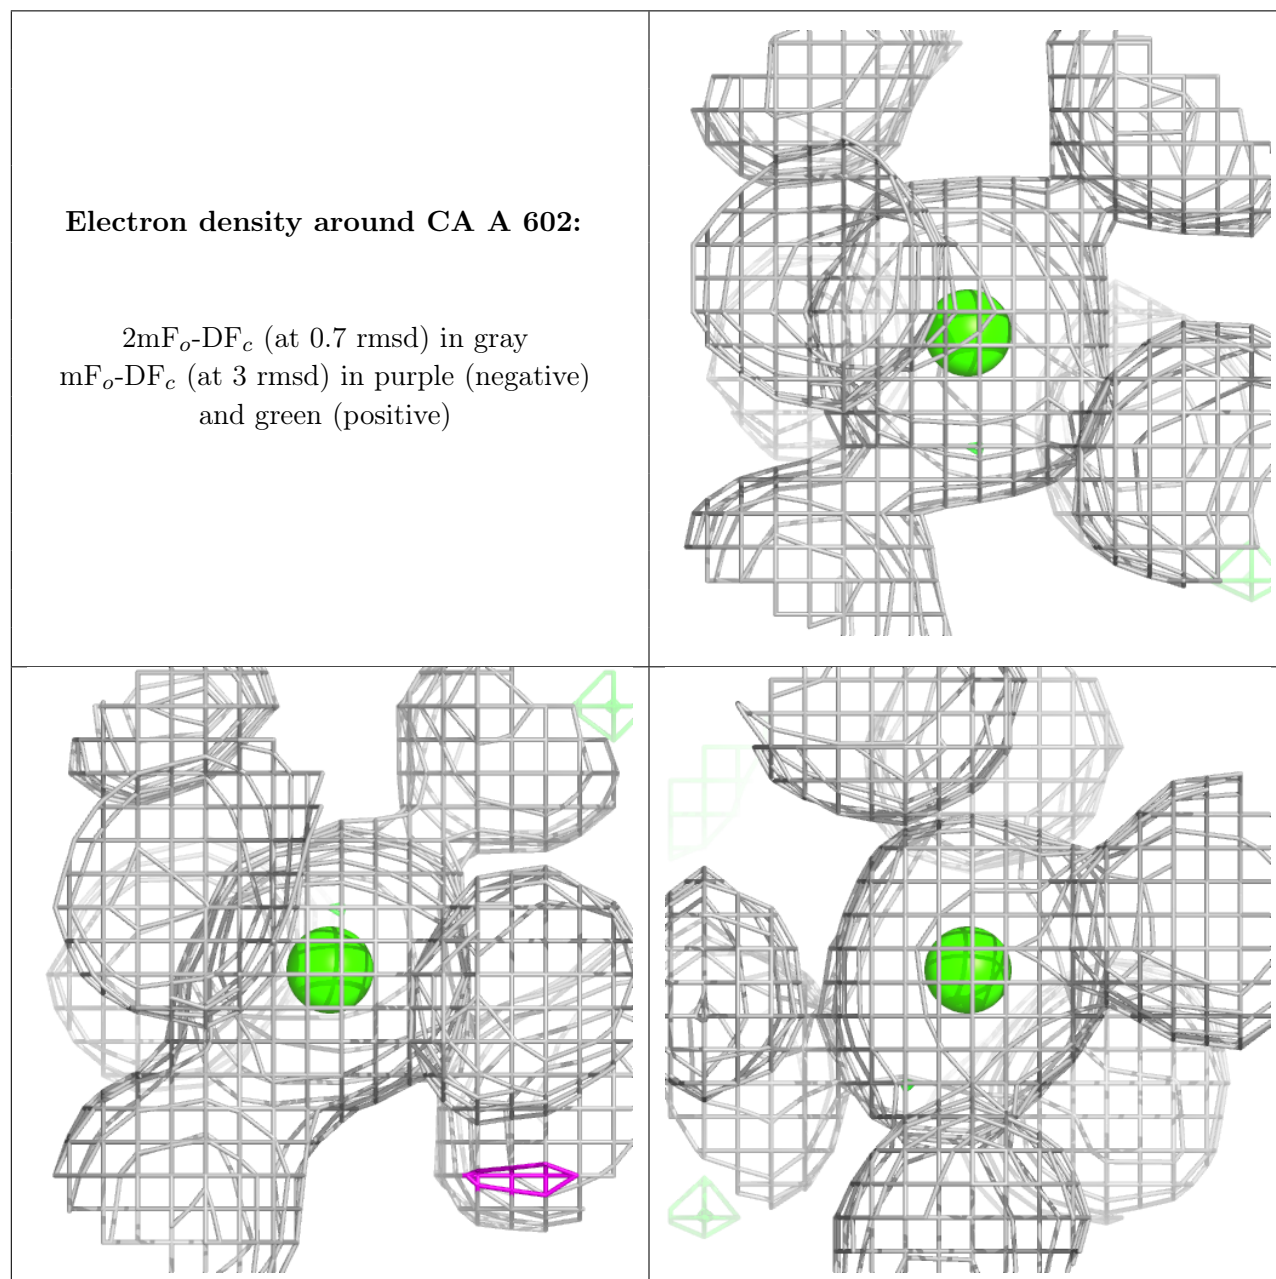 Electron density around CA A 602:
2mFo-DFc (at 0.7 rmsd) in gray
mFo-DFc (at 3 rmsd) in purple (negative)
and green (positive)